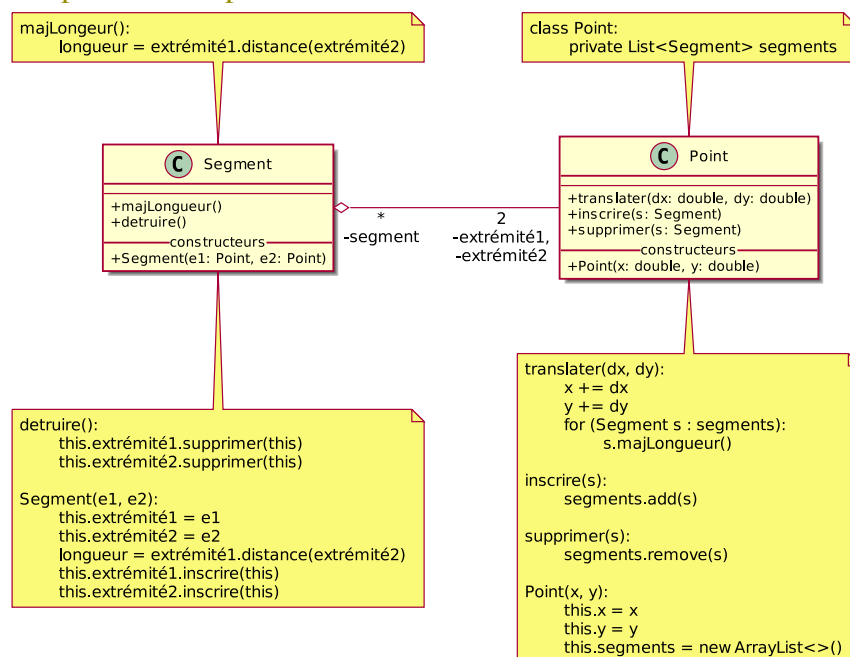 majLongeur():
longueur = extrémité1.distance(extrémité2)
class Point:
private List<Segment> segments
C Segment
+majLongueur()
+detruire()
constructeurs
+Segment(e1: Point, e2: Point)
*
-segment
2
-extrémité1,
-extrémité2
C Point
+translater(dx: double, dy: double)
+inscrire(s: Segment)
+supprimer(s: Segment)
constructeurs
+Point(x: double, y: double)
detruire():
this.extrémité1.supprimer(this)
this.extrémité2.supprimer(this)
Segment(e1, e2):
this.extrémité1 = e1
this.extrémité2 = e2
longueur = extrémité1.distance(extrémité2)
this.extrémité1.inscrire(this)
this.extrémité2.inscrire(this)
translater(dx, dy):
x += dx
y += dy
for (Segment s : segments):
s.majLongueur()
inscrire(s):
segments.add(s)
supprimer(s):
segments.remove(s)
Point(x, y):
this.x = x
this.y = y
this.segments = new ArrayList<>()